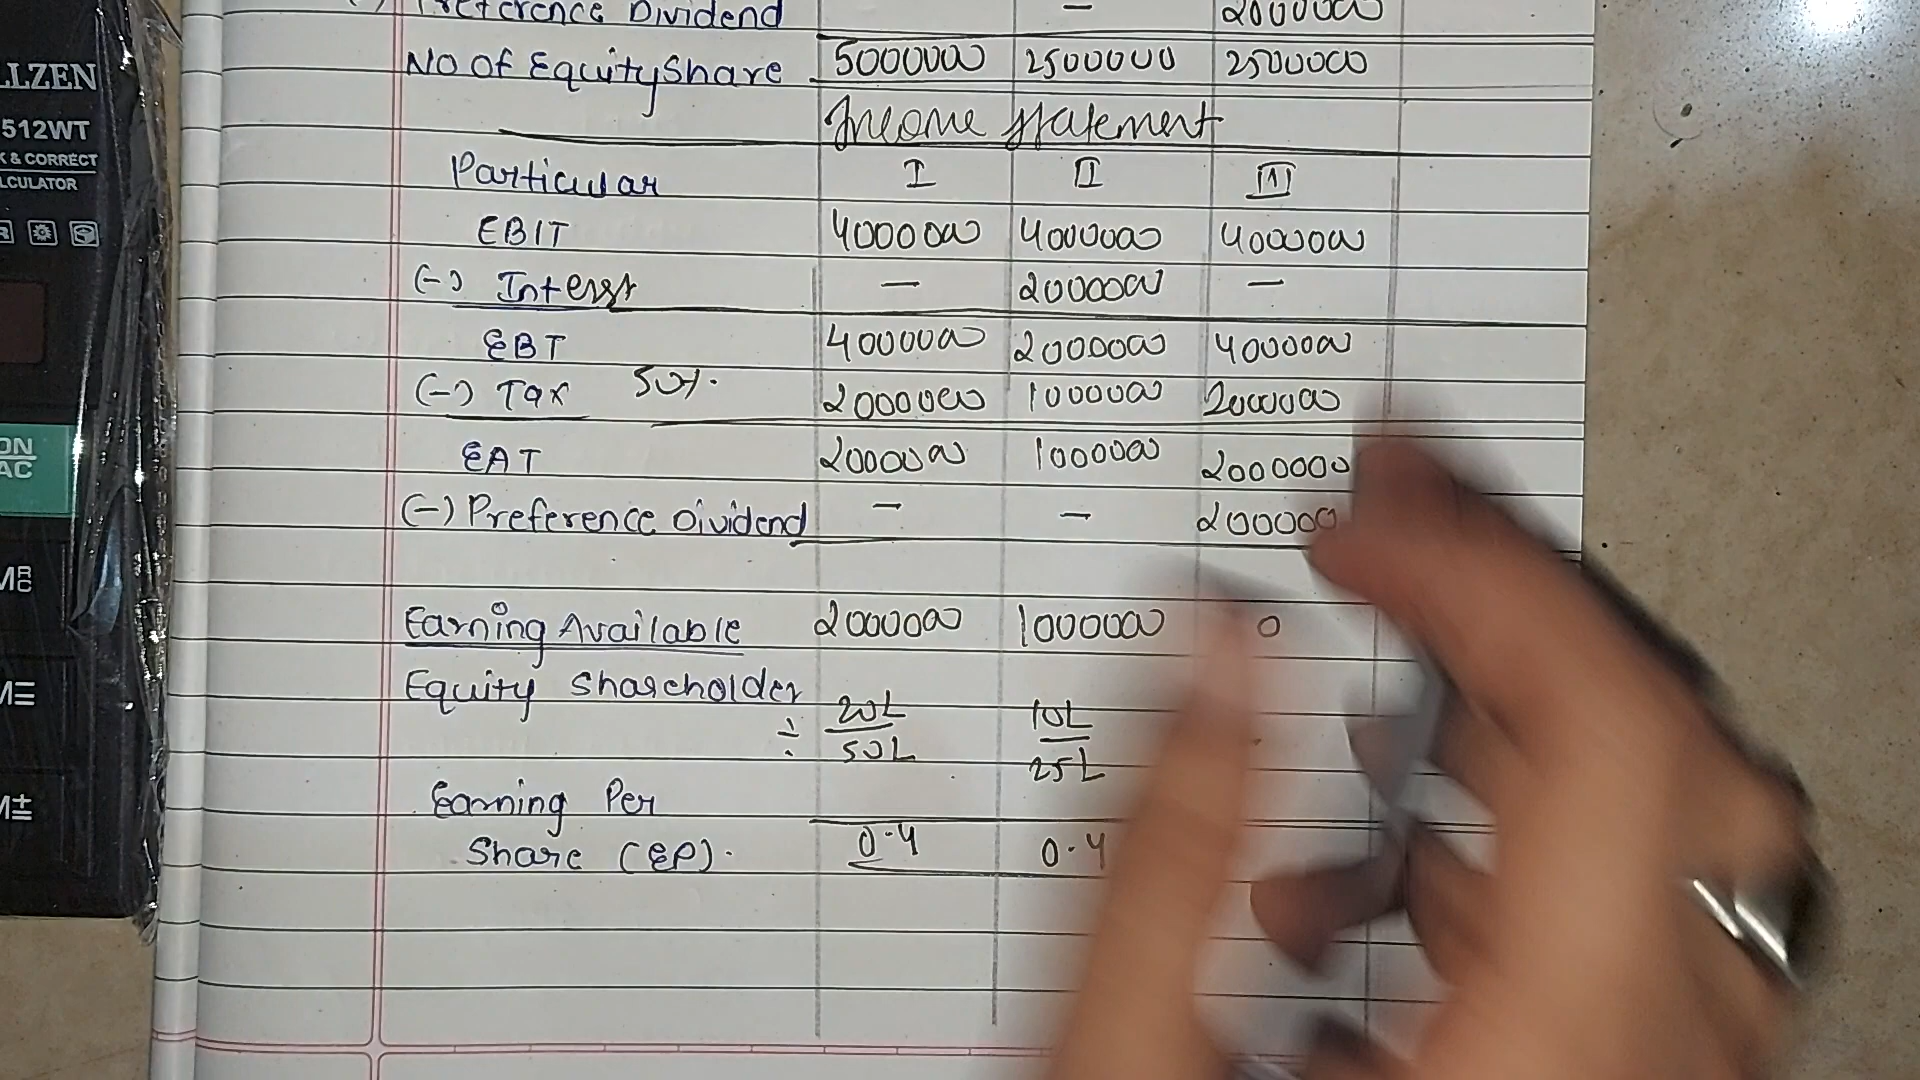 Preference Dividend — 2000000
LLZEN
No of Equity Share 5000000 2500000 2500000
512WT
Income statement
K & CORRECT
LCULATOR
Particular I II III
EBIT 4000000 4000000 4000000
(-) Interst — 2000000 —
EBT 4000000 2000000 4000000
(-) Tax 50%. 2000000 1000000 2000000
ON
AC
EAT 2000000 1000000 2000000
(-) Preference Dividend — — 200000
MRC
Earning Available 2000000 1000000 0
Equity Shareholder
÷ 20L/50L 10L/25L
Earning Per
M±
Share (EP). 0.4 0.4